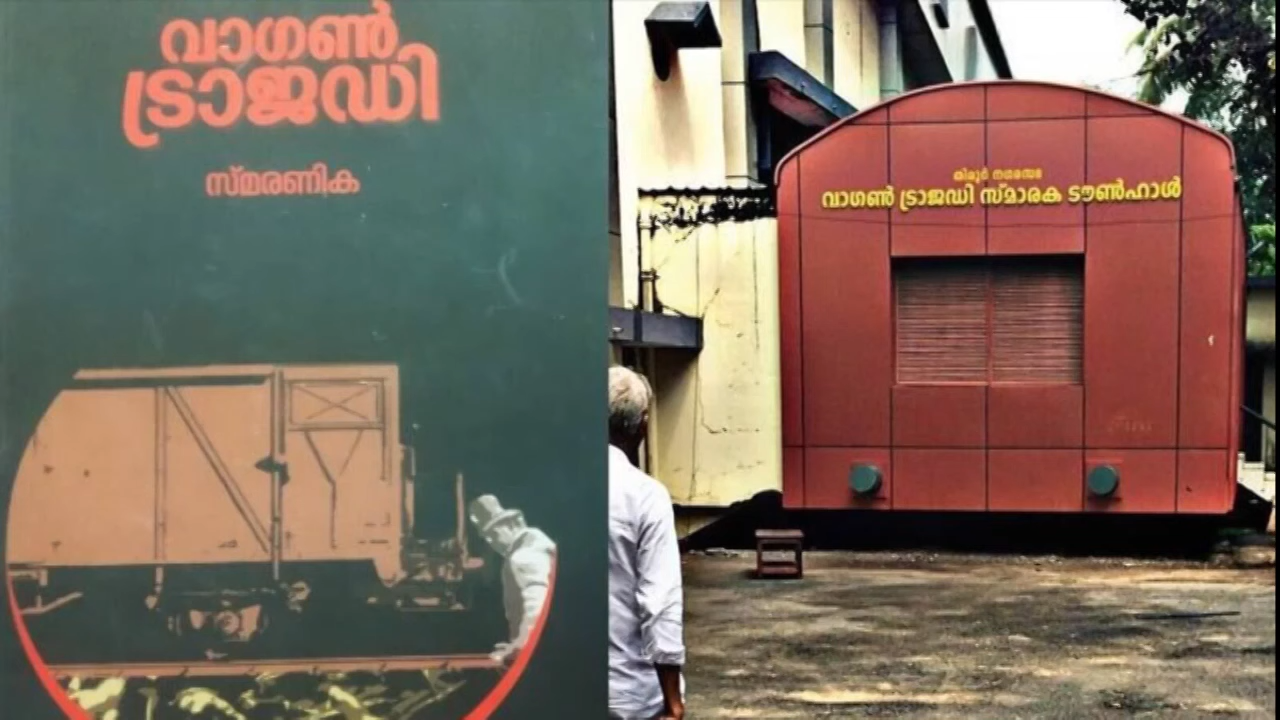 വാഗൺ
ട്രാജഡി
സ്മരണിക
തിരൂർ നഗരസഭ
വാഗൺ ട്രാജഡി സ്മാരക ടൗൺഹാൾ